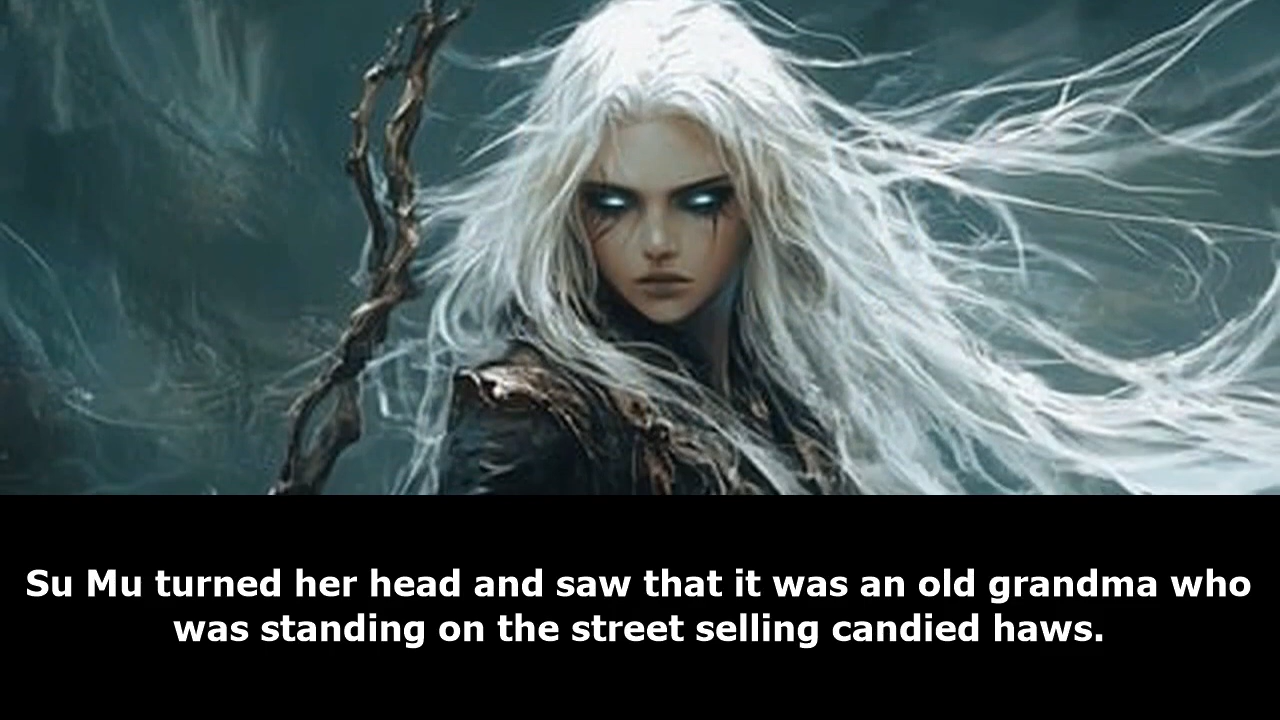 Su Mu turned her head and saw that it was an old grandma who
was standing on the street selling candied haws.